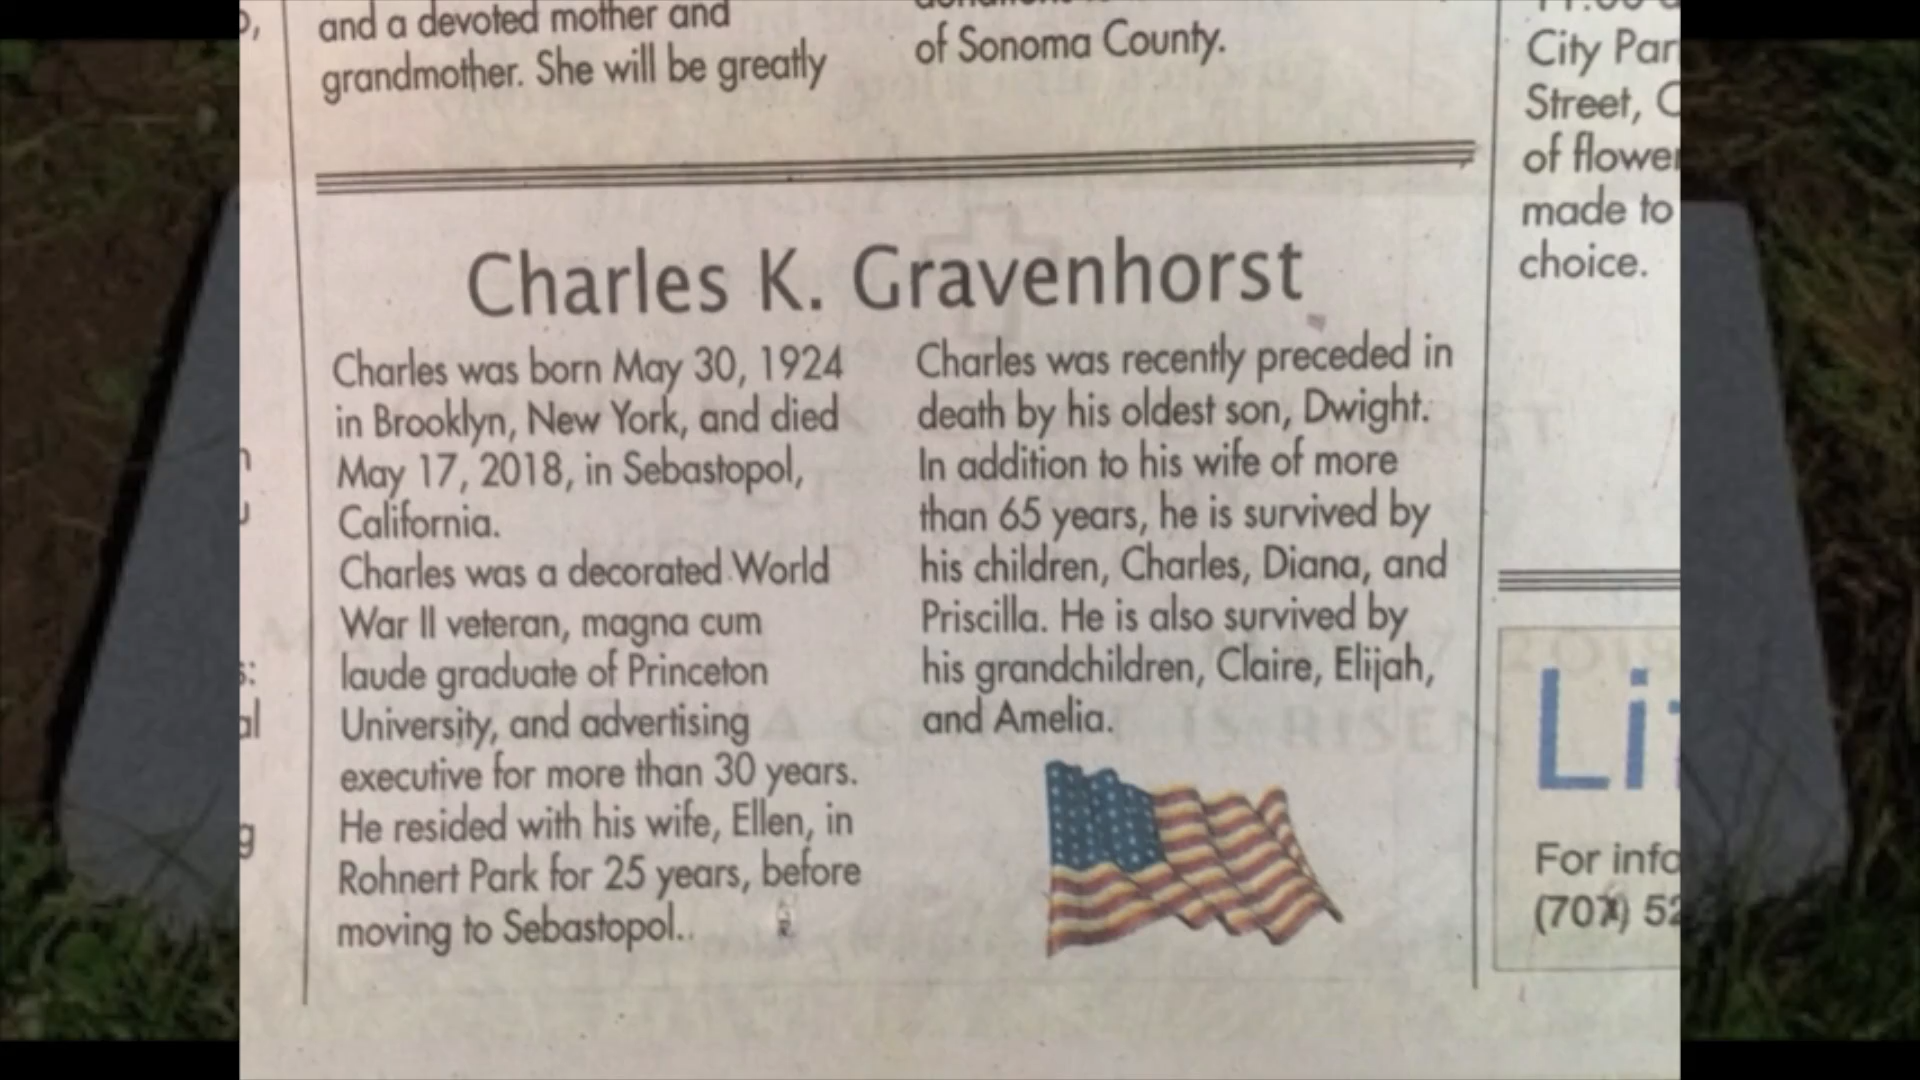 and a devoted mother and
grandmother. She will be greatly
of Sonoma County.
City Par
Street, C
of flower
made to
choice.
Charles K. Gravenhorst
Charles was born May 30, 1924
in Brooklyn, New York, and died
May 17, 2018, in Sebastopol,
California.
Charles was a decorated World
War II veteran, magna cum
laude graduate of Princeton
University, and advertising
executive for more than 30 years.
He resided with his wife, Ellen, in
Rohnert Park for 25 years, before
moving to Sebastopol..
Charles was recently preceded in
death by his oldest son, Dwight.
In addition to his wife of more
than 65 years, he is survived by
his children, Charles, Diana, and
Priscilla. He is also survived by
his grandchildren, Claire, Elijah,
and Amelia.
Li
For info
(707) 52